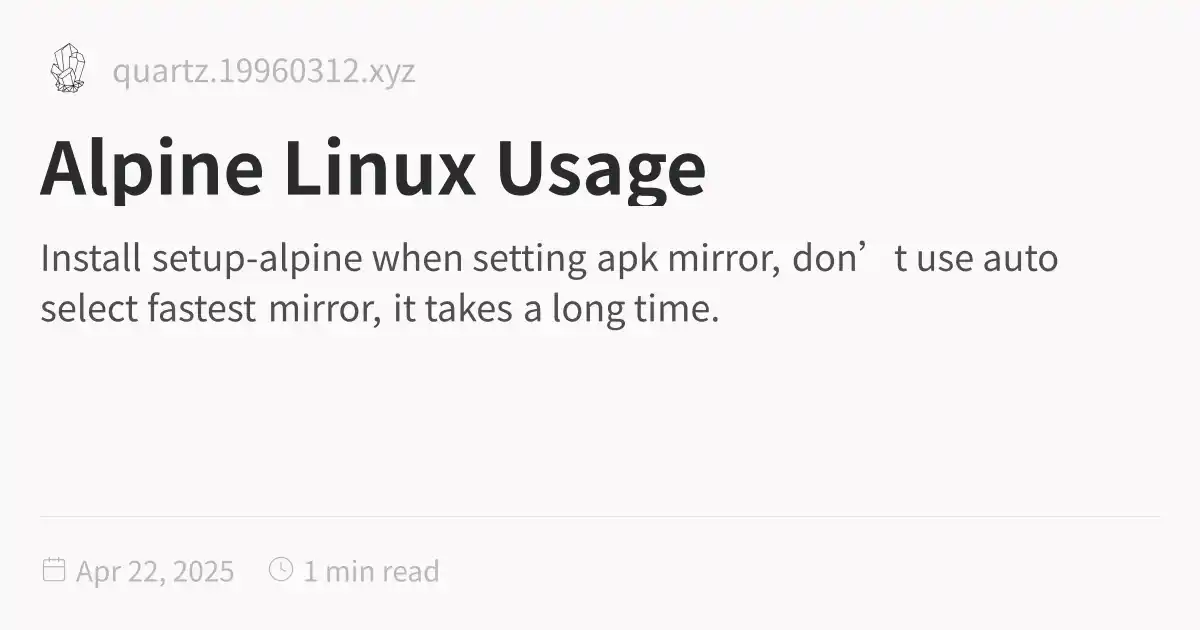 quartz.19960312.xyz
Alpine Linux Usage
Install setup-alpine when setting apk mirror, don’t use auto
select fastest mirror, it takes a long time.
Apr 22, 2025 1 min read